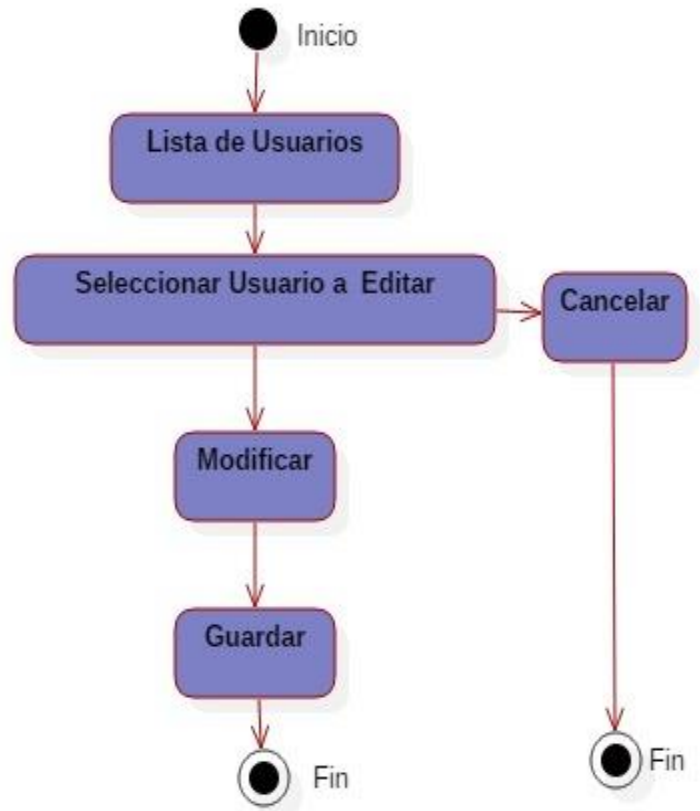 Inicio
Lista de Usuarios
Seleccionar Usuario a Editar
Cancelar
Modificar
Guardar
Fin
Fin